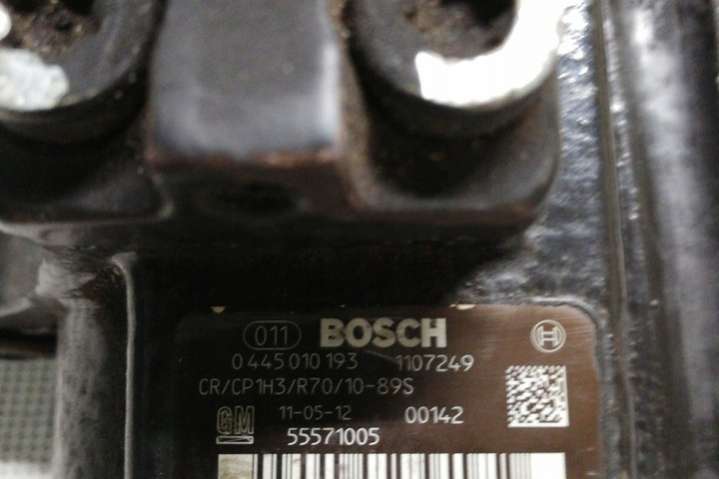 011 BOSCH
0 445 010 193 1107249
CR/CP1H3/R70/10-89S
GM 11-05-12 00142
55571005